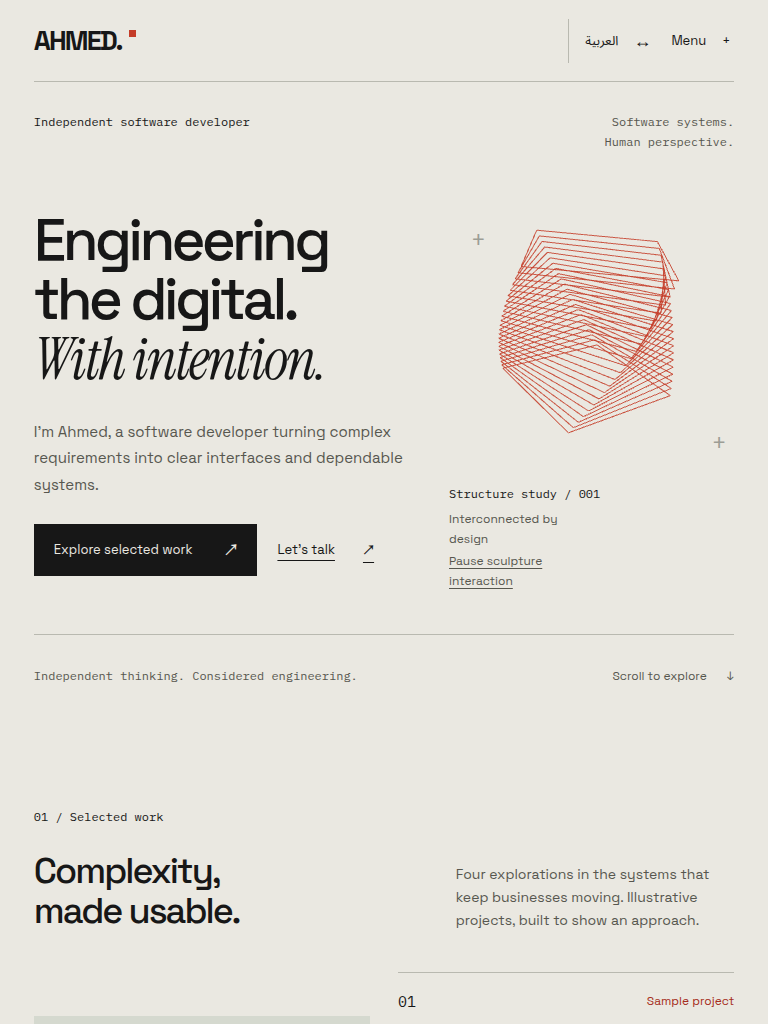 AHMED.
العربية ↔ Menu +
Independent software developer
Software systems.
Human perspective.
Engineering
the digital.
With intention.
I'm Ahmed, a software developer turning complex
requirements into clear interfaces and dependable
systems.
Explore selected work ↗ Let's talk ↗
Structure study / 001
Interconnected by
design
Pause sculpture
interaction
Independent thinking. Considered engineering.
Scroll to explore ↓
01 / Selected work
Complexity,
made usable.
Four explorations in the systems that
keep businesses moving. Illustrative
projects, built to show an approach.
01 Sample project